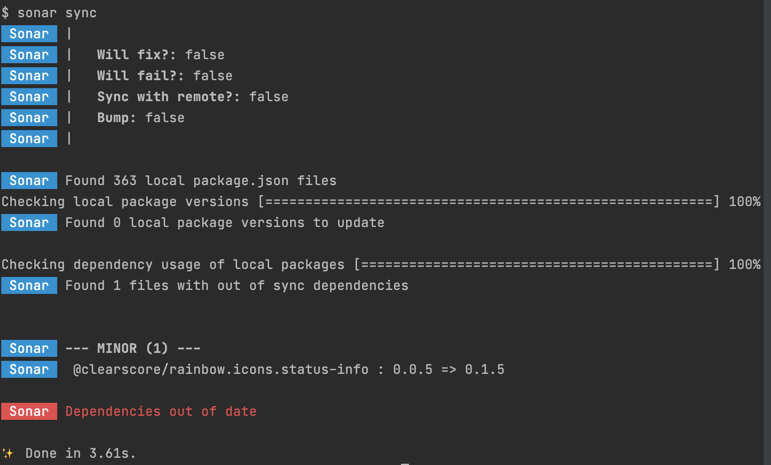 $ sonar sync
Sonar |
Sonar |   Will fix?: false
Sonar |   Will fail?: false
Sonar |   Sync with remote?: false
Sonar |   Bump: false
Sonar |
Sonar Found 363 local package.json files
Checking local package versions [========================================================] 100%
Sonar Found 0 local package versions to update
Checking dependency usage of local packages [============================================] 100%
Sonar Found 1 files with out of sync dependencies
Sonar --- MINOR (1) ---
Sonar  @clearscore/rainbow.icons.status-info : 0.0.5 => 0.1.5
Sonar Dependencies out of date
✨ Done in 3.61s.